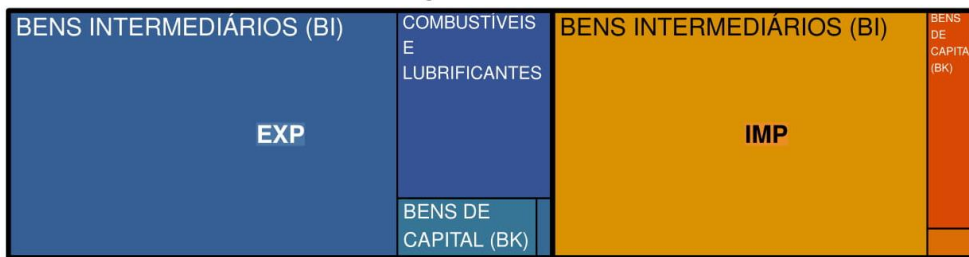 BENS INTERMEDIÁRIOS (BI)
EXP
COMBUSTÍVEIS
E
LUBRIFICANTES
BENS DE
CAPITAL (BK)
BENS INTERMEDIÁRIOS (BI)
IMP
BENS
DE
CAPITA
(BK)